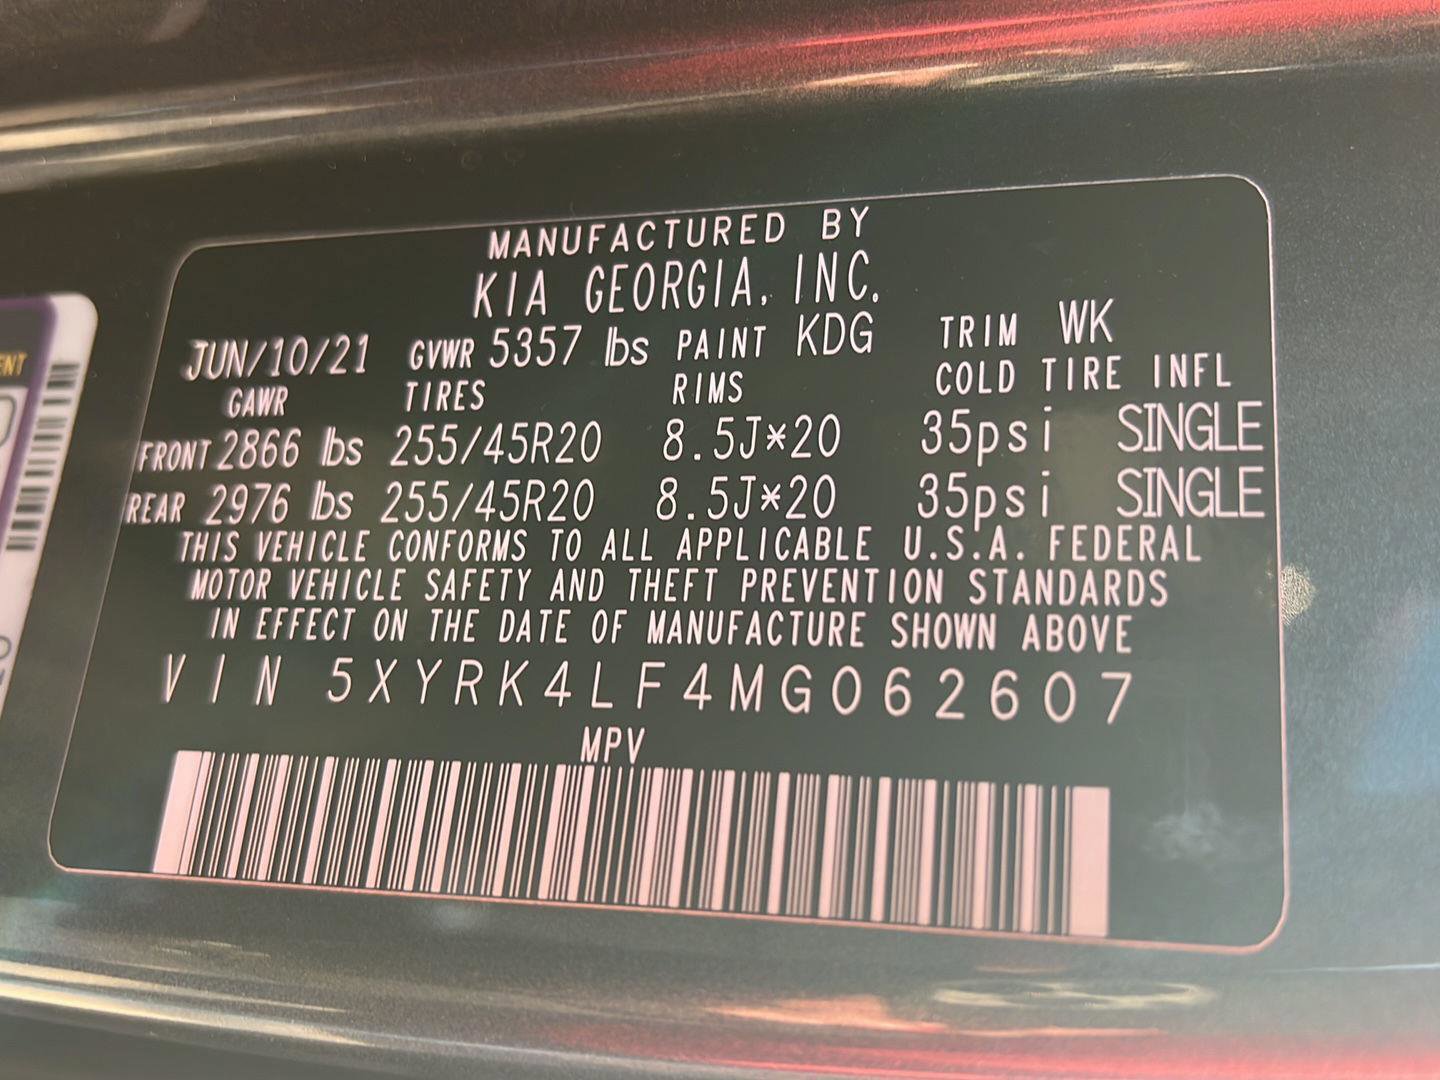 MANUFACTURED BY
KIA GEORGIA, INC.
JUN/10/21 GVWR 5357 lbs PAINT KDG TRIM WK
GAWR TIRES RIMS COLD TIRE INFL
FRONT 2866 lbs 255/45R20 8.5J*20 35psi SINGLE
REAR 2976 lbs 255/45R20 8.5J*20 35psi SINGLE
THIS VEHICLE CONFORMS TO ALL APPLICABLE U.S.A. FEDERAL
MOTOR VEHICLE SAFETY AND THEFT PREVENTION STANDARDS
IN EFFECT ON THE DATE OF MANUFACTURE SHOWN ABOVE
VIN 5XYRK4LF4MG062607
MPV